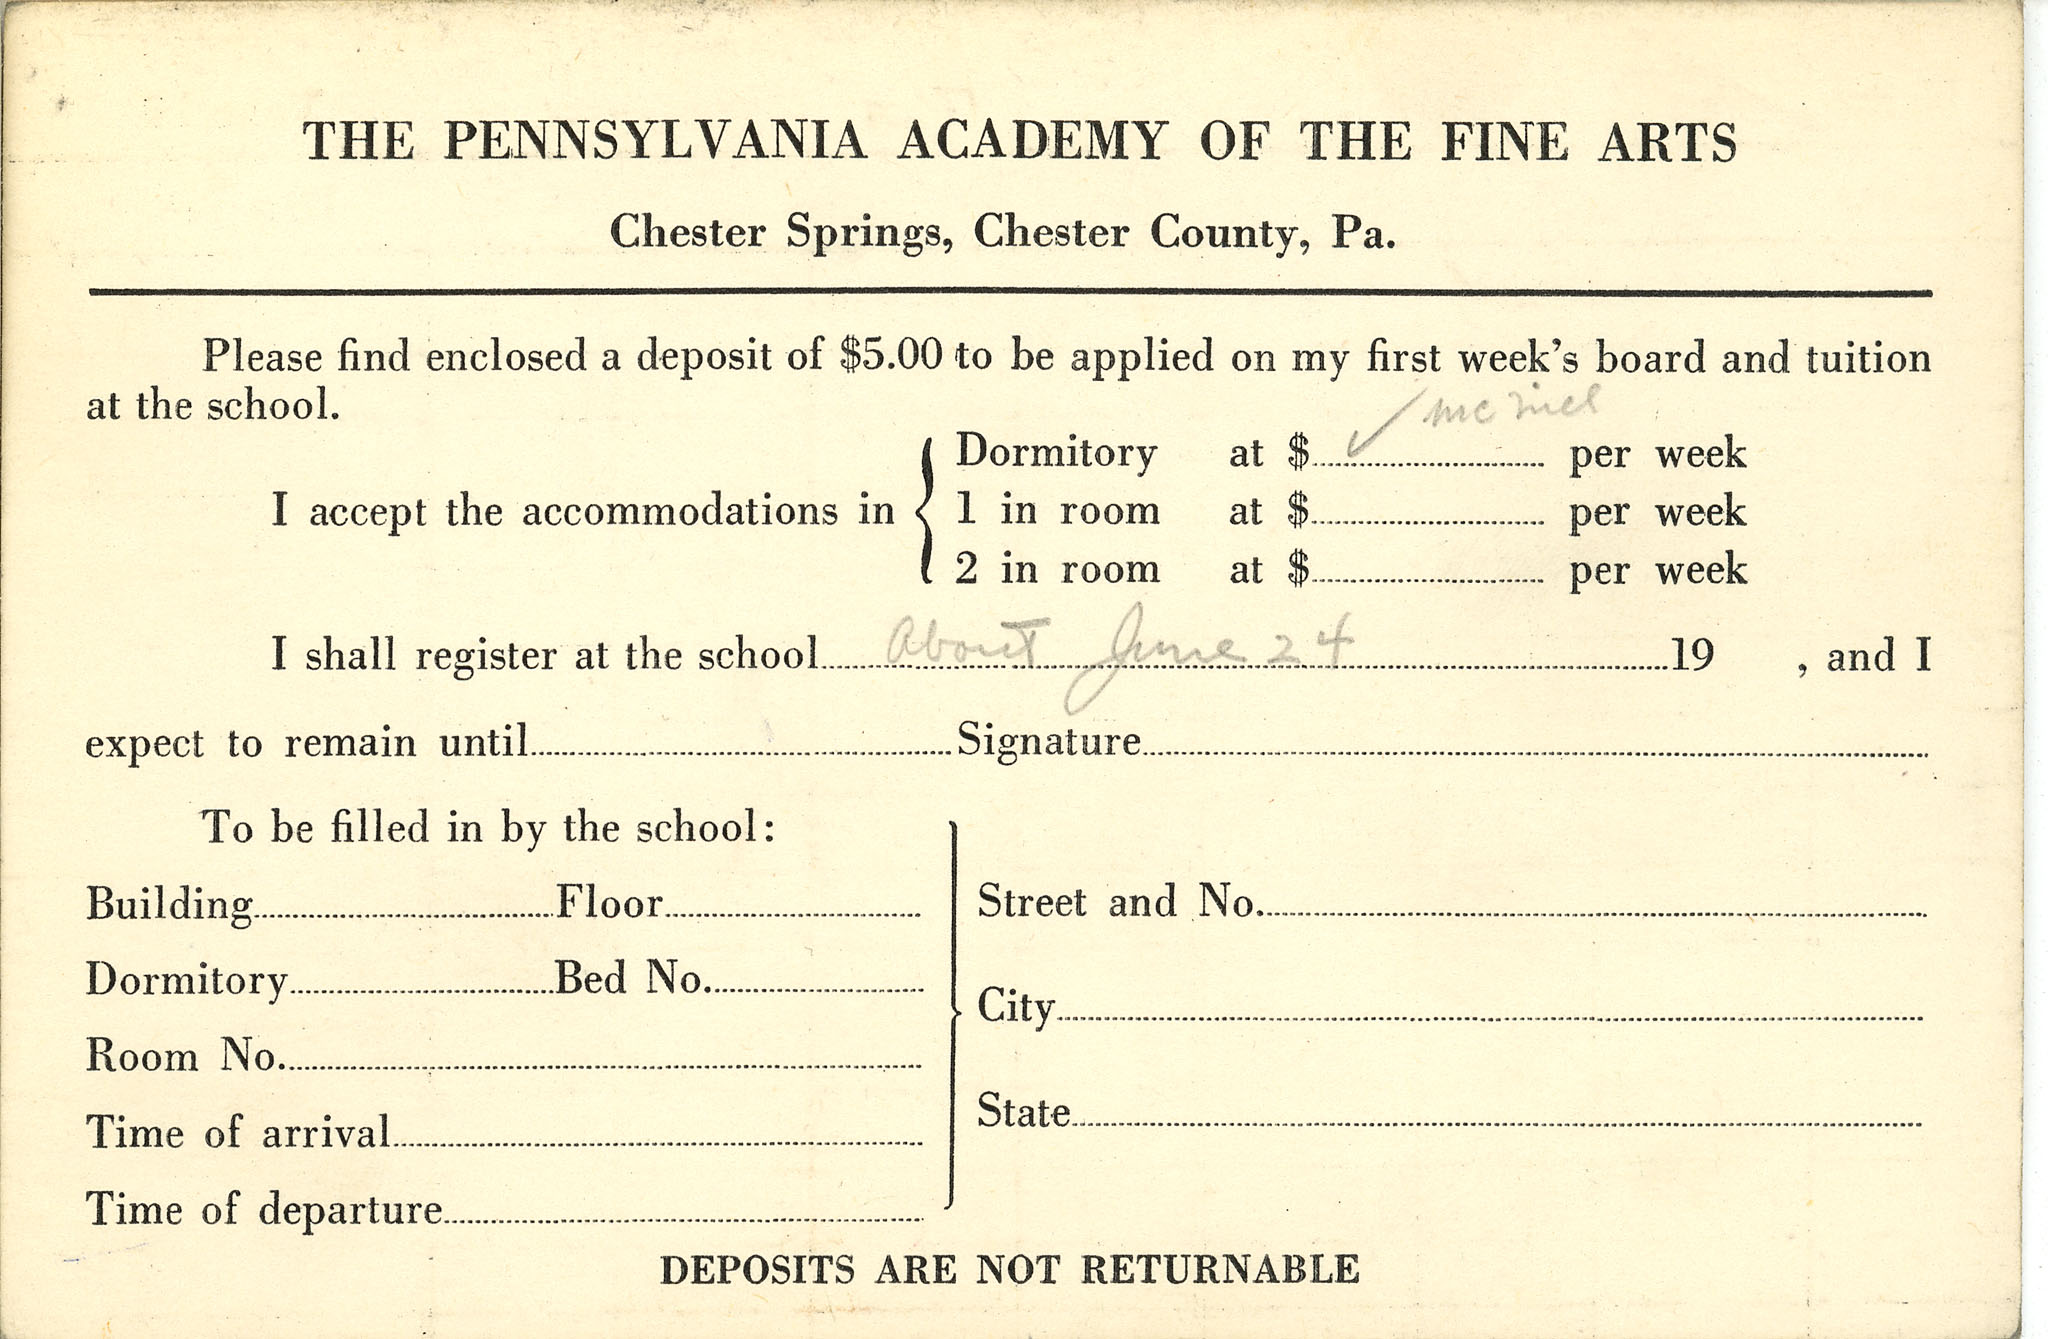 THE PENNSYLVANIA ACADEMY OF THE FINE ARTS
Chester Springs, Chester County, Pa.
Please find enclosed a deposit of $5.00 to be applied on my first week's board and tuition
at the school.
Dormitory at $ ✓ per week
I accept the accommodations in { 1 in room at $ per week
2 in room at $ per week
I shall register at the school About June 24 19 , and I
expect to remain until Signature
To be filled in by the school:
Building Floor Street and No.
Dormitory Bed No.
City
Room No.
State
Time of arrival
Time of departure
DEPOSITS ARE NOT RETURNABLE